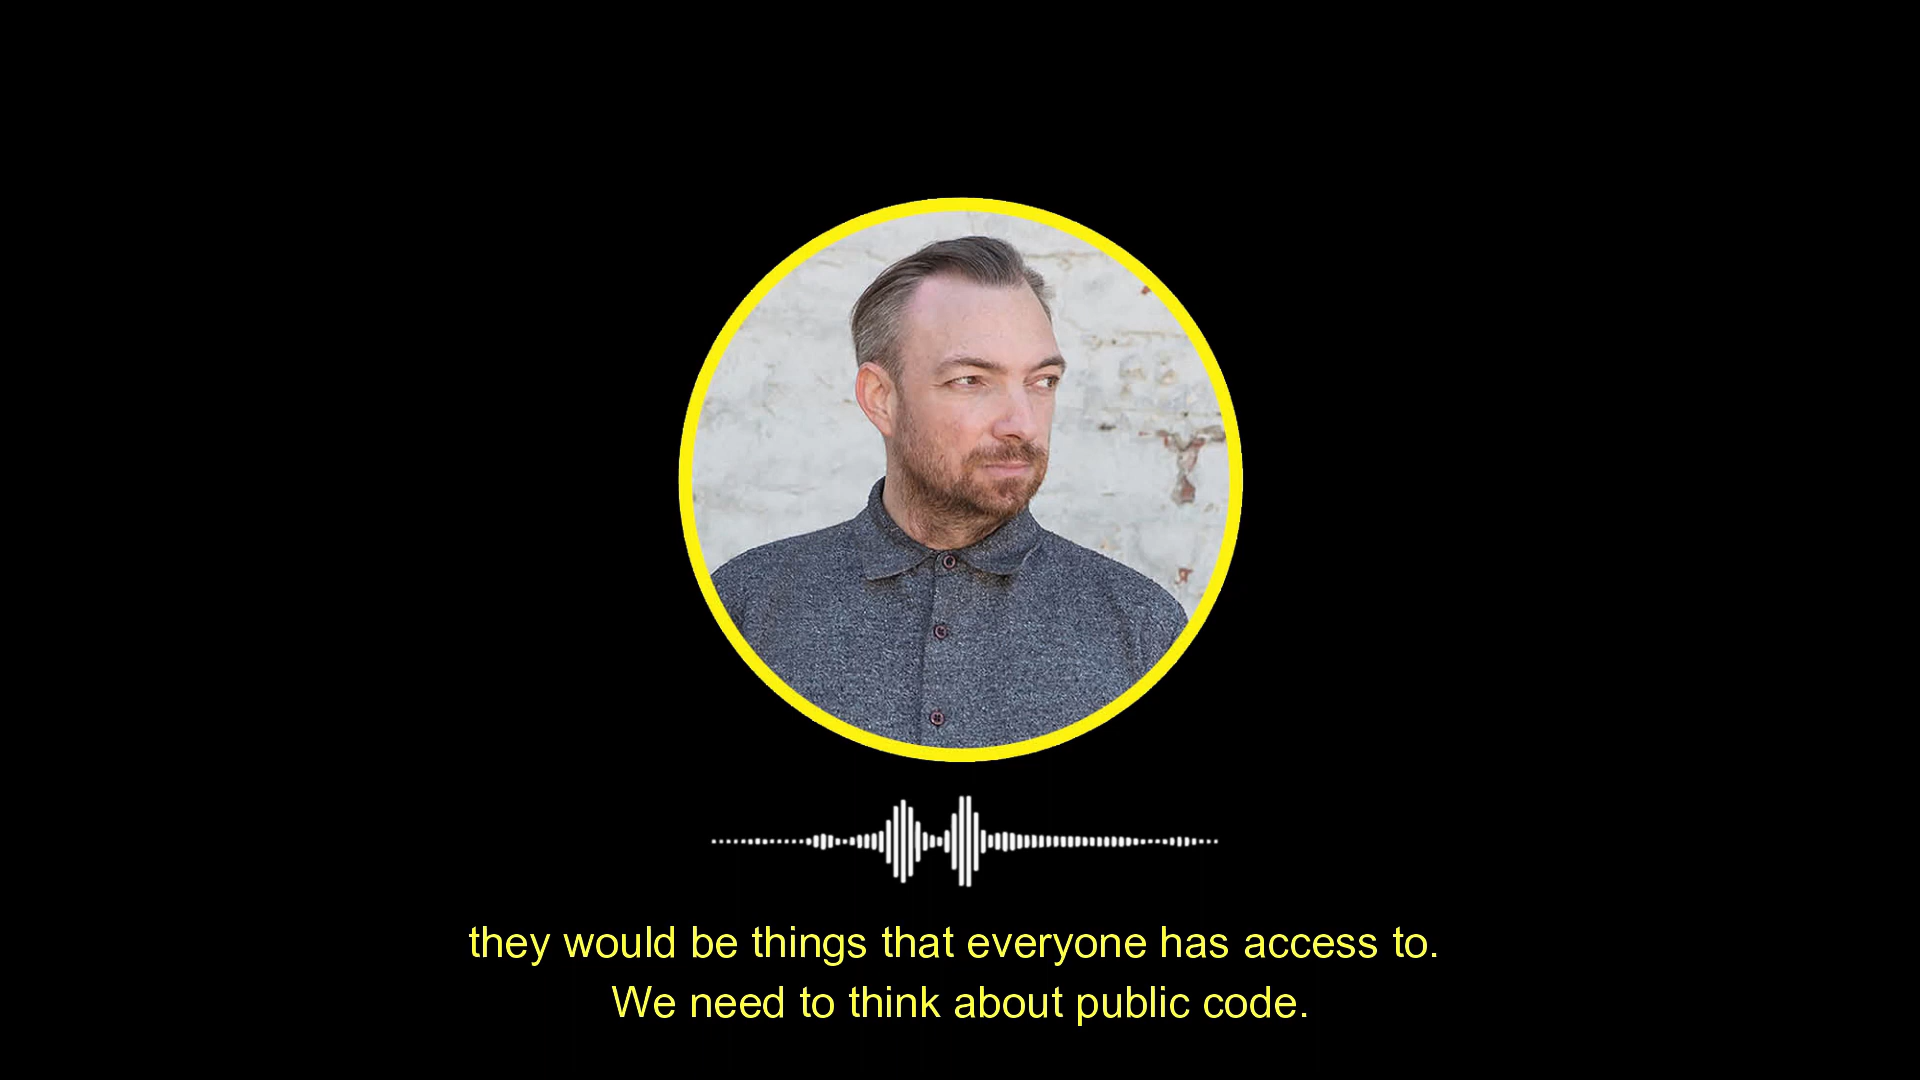 they would be things that everyone has access to.
We need to think about public code.